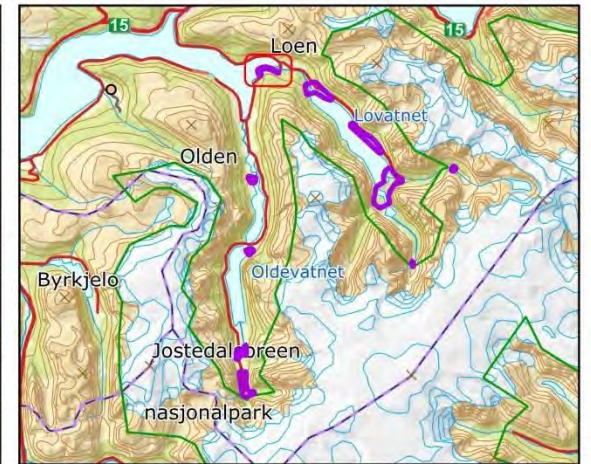 15
15
Loen
Lovatnet
Olden
Oldevatnet
Byrkjelo
Jostedalsbreen
nasjonalpark